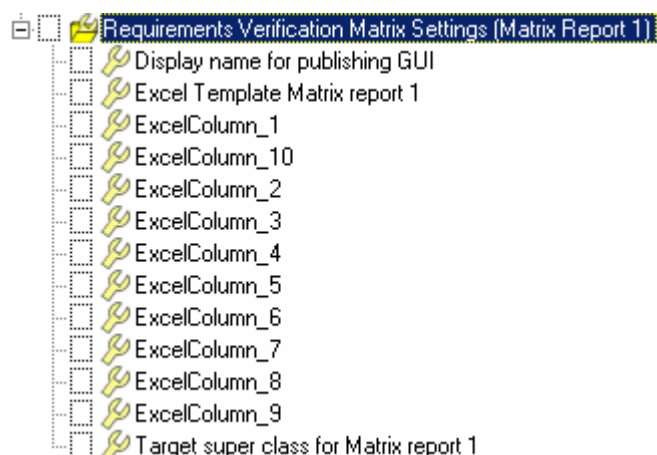 Requirements Verification Matrix Settings (Matrix Report 1)
Display name for publishing GUI
Excel Template Matrix report 1
ExcelColumn_1
ExcelColumn_10
ExcelColumn_2
ExcelColumn_3
ExcelColumn_4
ExcelColumn_5
ExcelColumn_6
ExcelColumn_7
ExcelColumn_8
ExcelColumn_9
Target super class for Matrix report 1